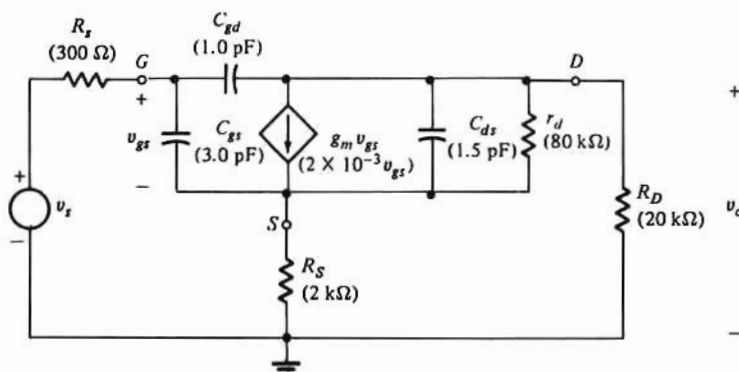 R_s
(300 Ω)
G
C_gd
(1.0 pF)
D
+
v_gs
−
C_gs
(3.0 pF)
g_m v_gs
(2 × 10⁻³ v_gs)
C_ds
(1.5 pF)
r_d
(80 kΩ)
+
v_s
−
S
R_S
(2 kΩ)
R_D
(20 kΩ)
+
−